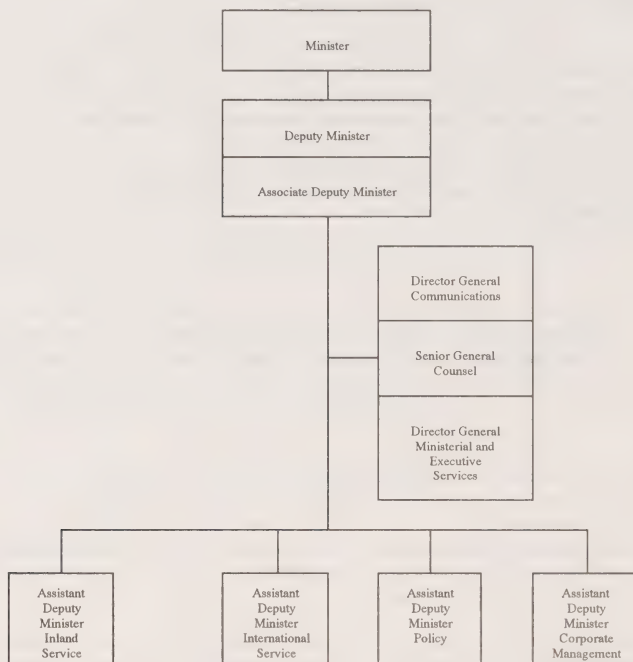 Minister
Deputy Minister
Associate Deputy Minister
Director General
Communications
Senior General
Counsel
Director General
Ministerial and
Executive
Services
Assistant
Deputy
Minister
Inland
Service
Assistant
Deputy
Minister
International
Service
Assistant
Deputy
Minister
Policy
Assistant
Deputy
Minister
Corporate
Management